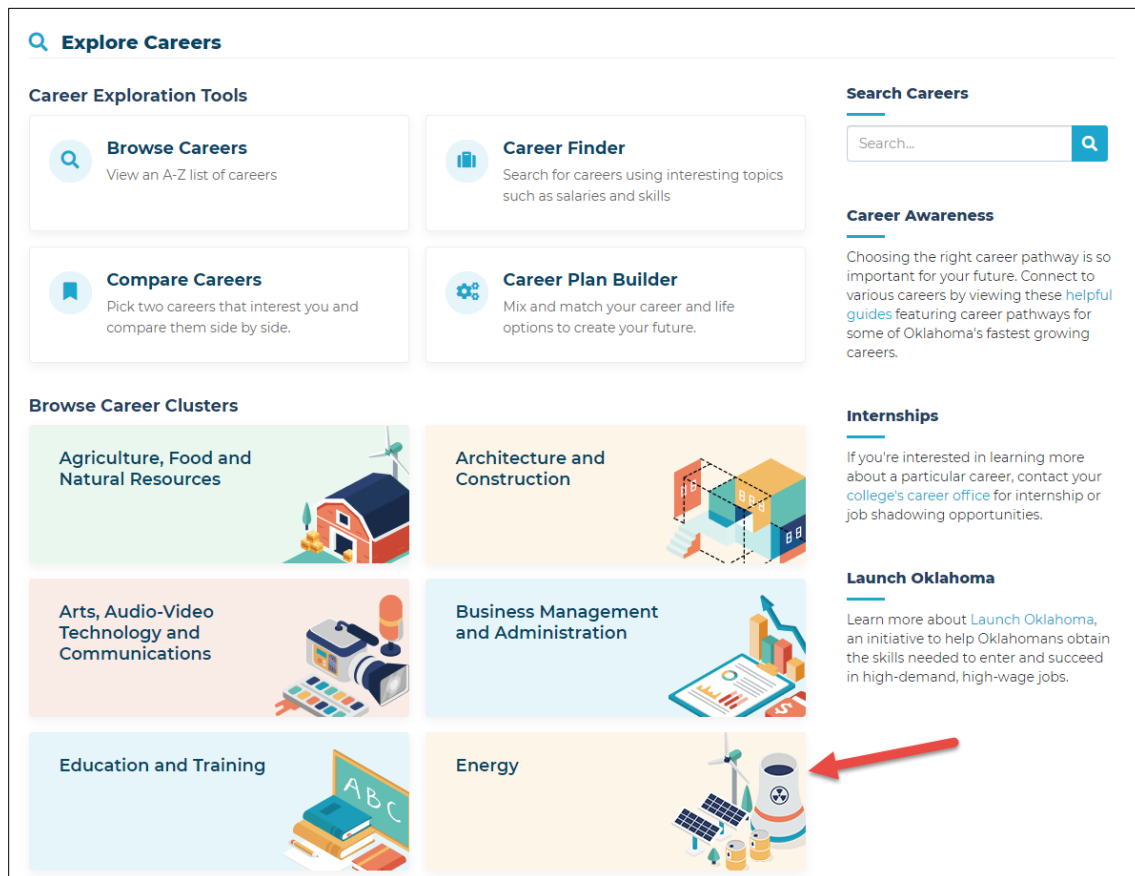 Explore Careers
Career Exploration Tools
Browse Careers
View an A-Z list of careers
Career Finder
Search for careers using interesting topics
such as salaries and skills
Compare Careers
Pick two careers that interest you and
compare them side by side.
Career Plan Builder
Mix and match your career and life
options to create your future.
Browse Career Clusters
Agriculture, Food and
Natural Resources
Architecture and
Construction
Arts, Audio-Video
Technology and
Communications
Business Management
and Administration
$
Education and Training
ABC
Energy
Search Careers
Search...
Career Awareness
Choosing the right career pathway is so
important for your future. Connect to
various careers by viewing these helpful
guides featuring career pathways for
some of Oklahoma's fastest growing
careers.
Internships
If you're interested in learning more
about a particular career, contact your
college's career office for internship or
job shadowing opportunities.
Launch Oklahoma
Learn more about Launch Oklahoma,
an initiative to help Oklahomans obtain
the skills needed to enter and succeed
in high-demand, high-wage jobs.